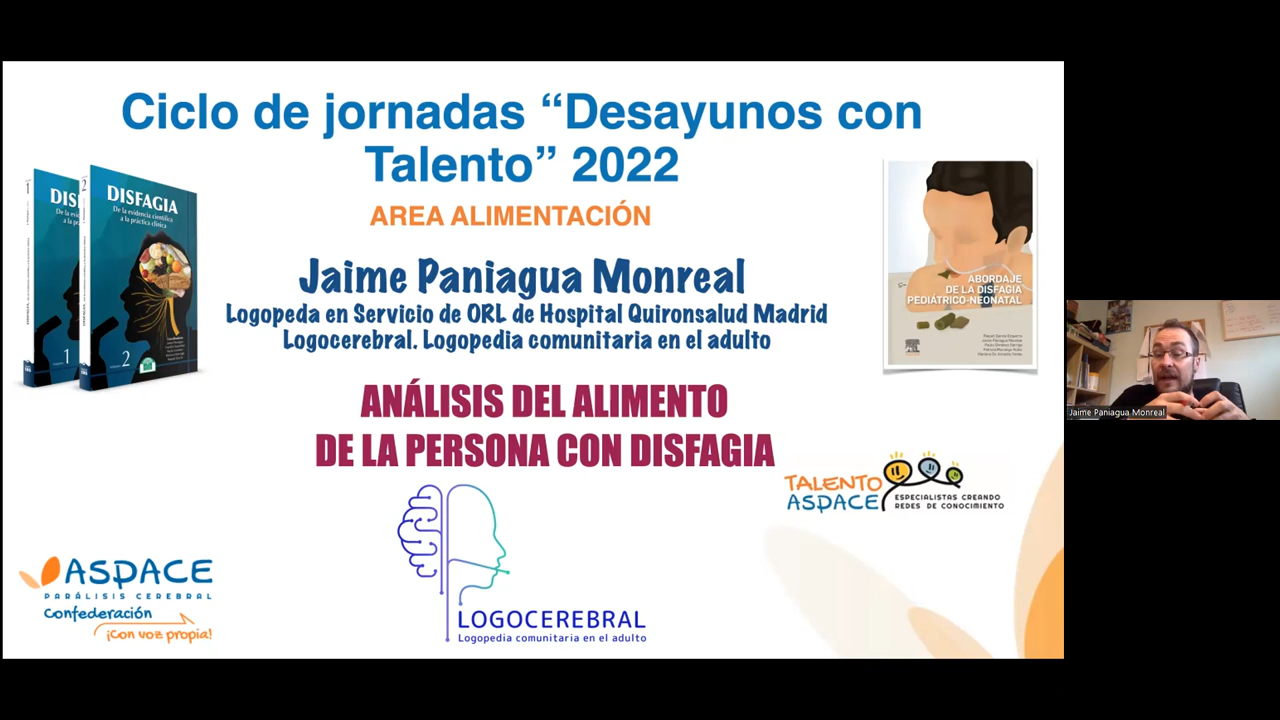 Ciclo de jornadas “Desayunos con
Talento” 2022
AREA ALIMENTACIÓN
Jaime Paniagua Monreal
Logopeda en Servicio de ORL de Hospital Quironsalud Madrid
Logocerebral. Logopedia comunitaria en el adulto
ANÁLISIS DEL ALIMENTO
DE LA PERSONA CON DISFAGIA
DISFAGIA
De la evidencia científica
a la práctica clínica
1
2
ABORDAJE
DE LA DISFAGIA
PEDIÁTRICO-NEONATAL
TALENTO
ASPACE
ESPECIALISTAS CREANDO
REDES DE CONOCIMIENTO
ASPACE
PARÁLISIS CEREBRAL
Confederación
¡Con voz propia!
LOGOCEREBRAL
Logopedia comunitaria en el adulto
Jaime Paniagua Monreal